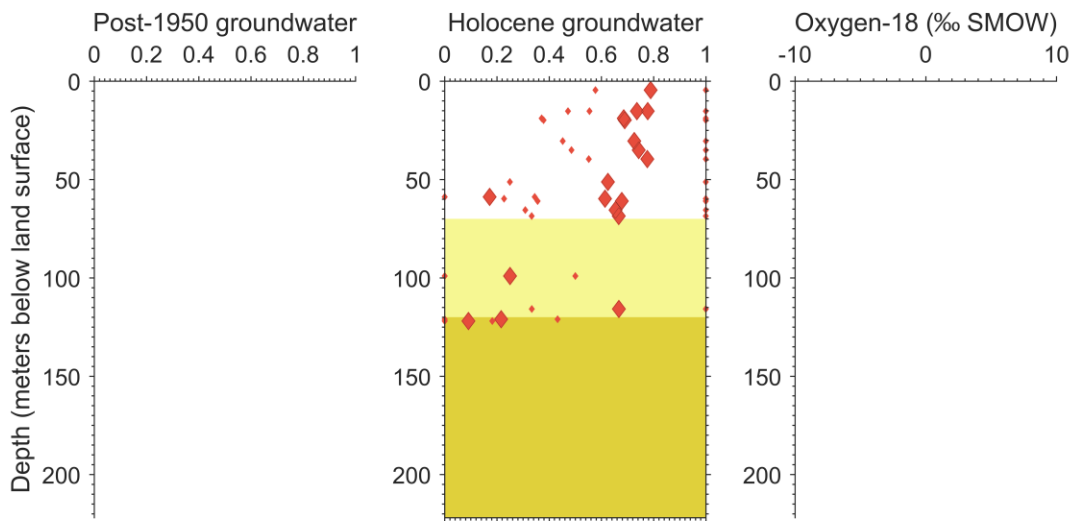 Post-1950 groundwater Holocene groundwater Oxygen-18 (‰ SMOW)
0 0.2 0.4 0.6 0.8 1 0 0.2 0.4 0.6 0.8 1 -10 0 10
0 0 0
50 50 50
100 100 100
150 150 150
200 200 200
Depth (meters below land surface)